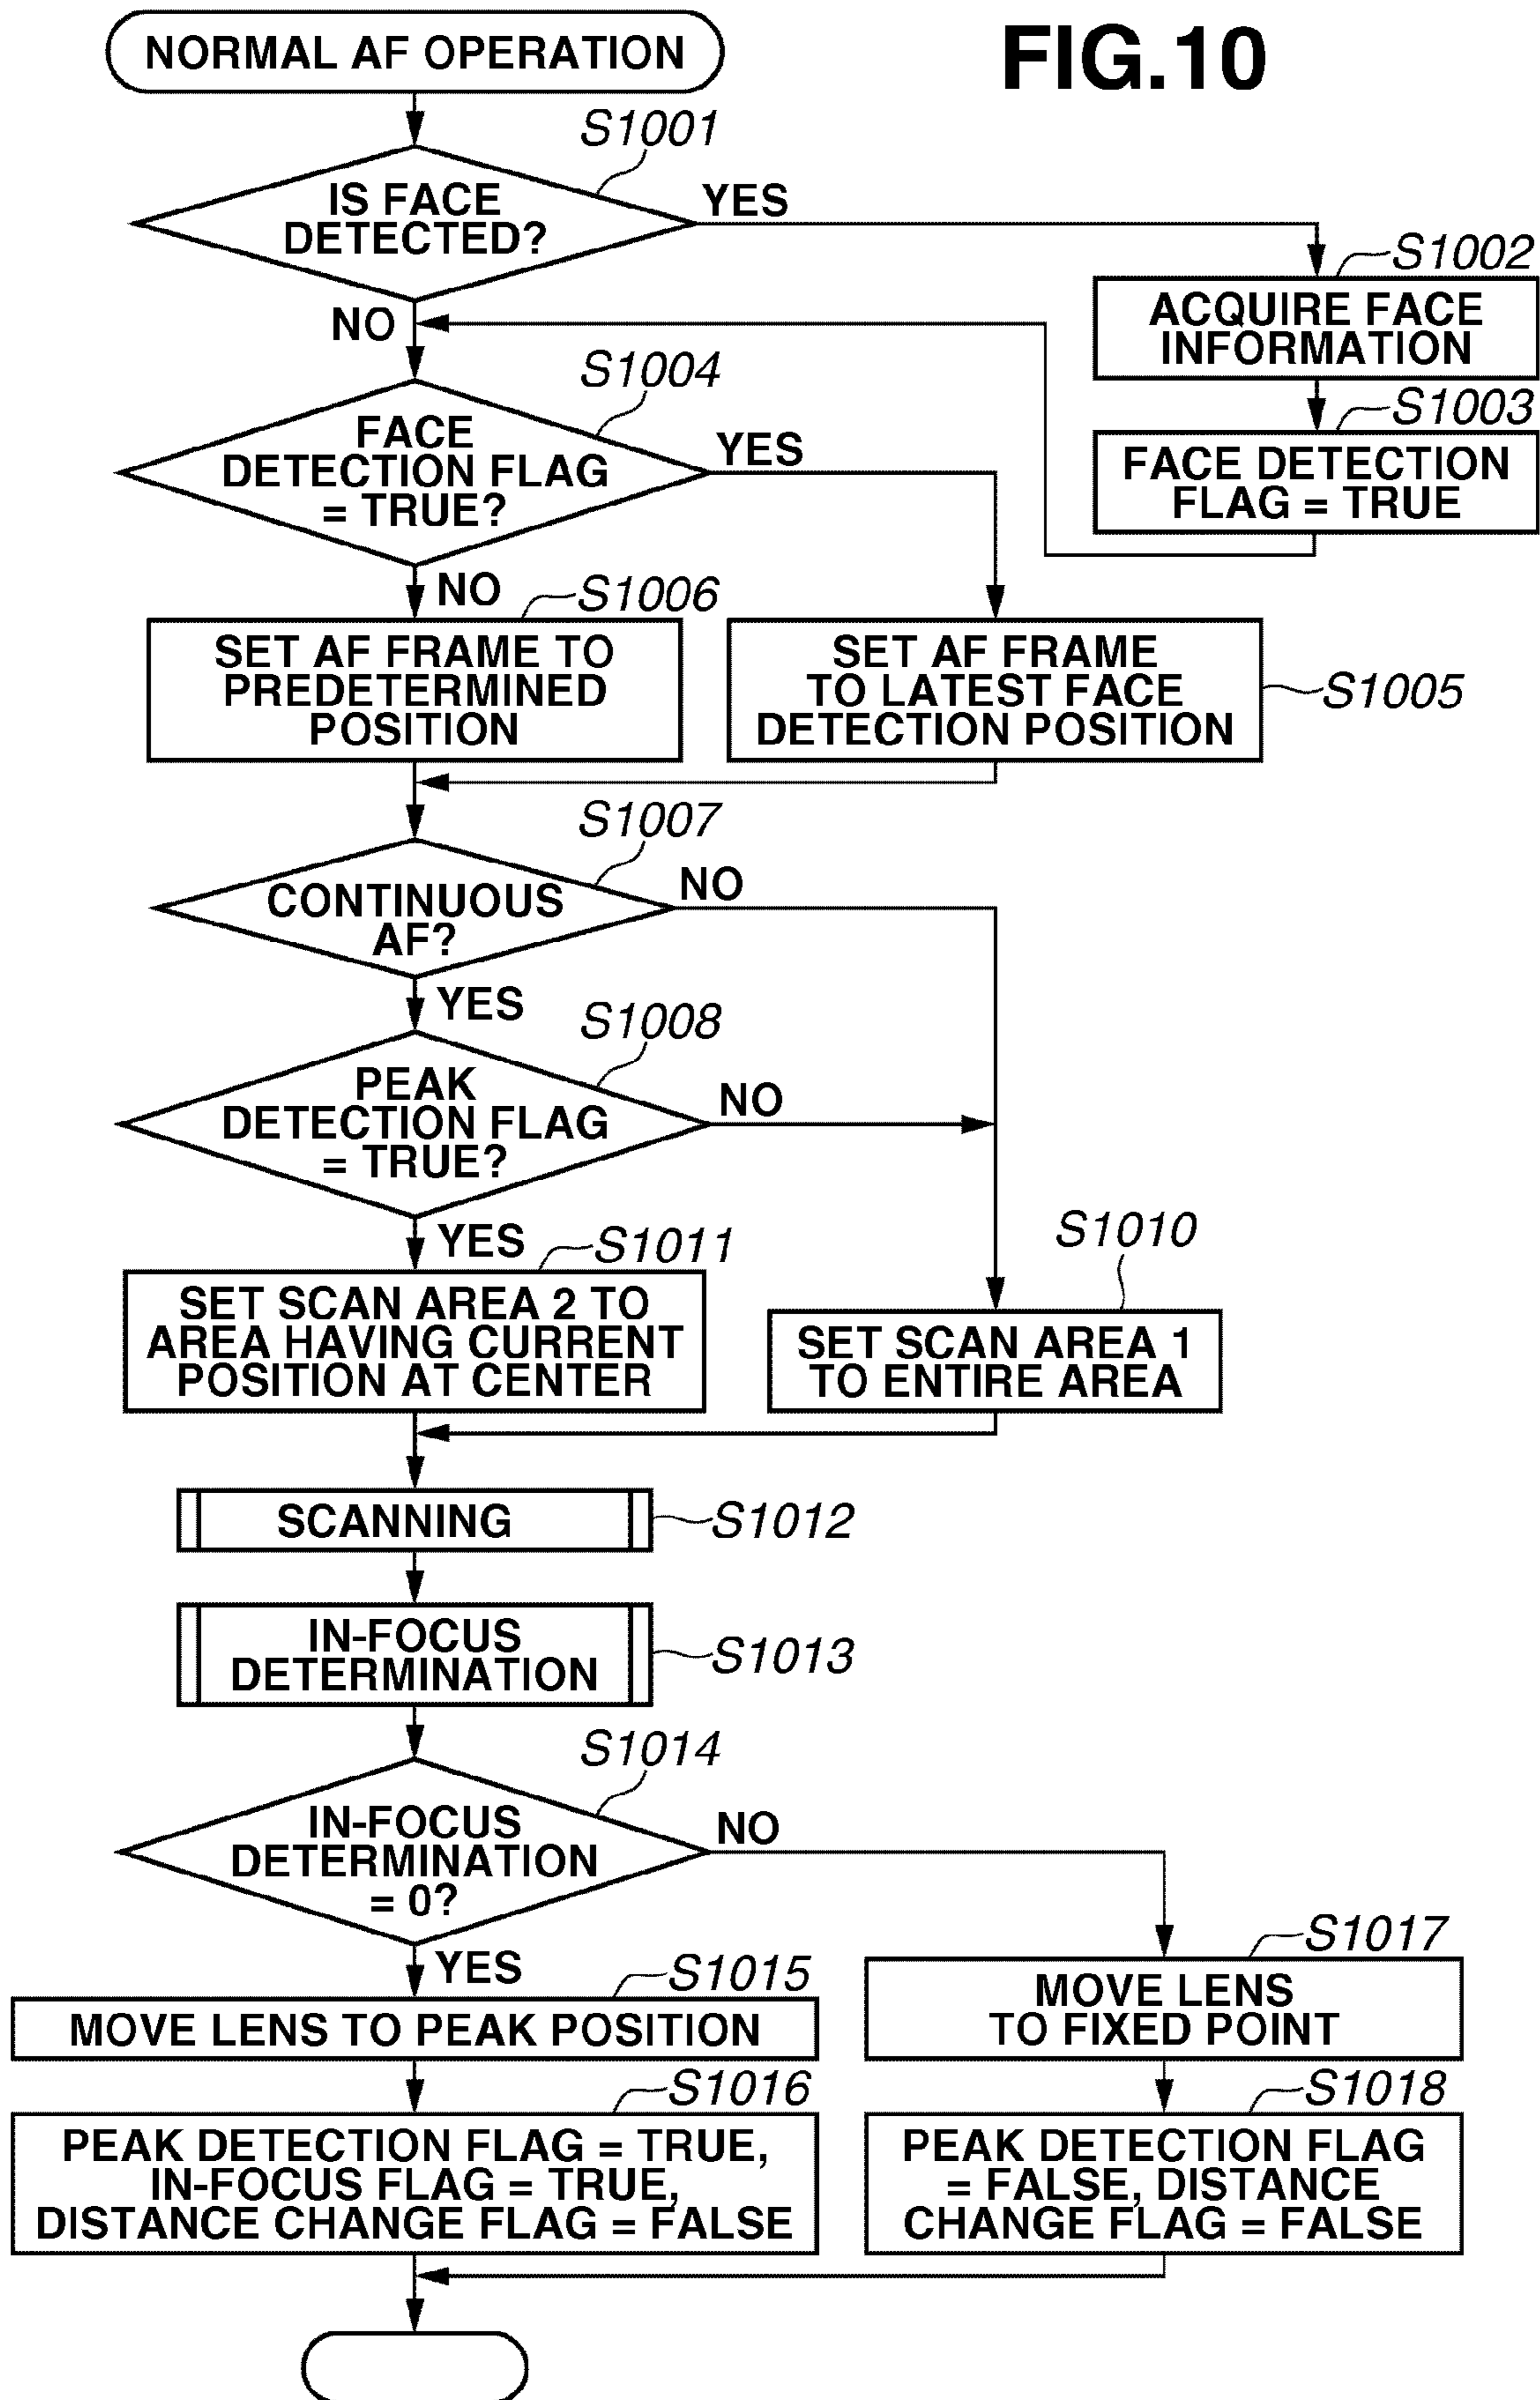 NORMAL AF OPERATION
FIG.10
S1001
IS FACE
DETECTED?
YES
S1002
ACQUIRE FACE
INFORMATION
NO
S1003
FACE DETECTION
FLAG = TRUE
S1004
FACE
DETECTION FLAG
= TRUE?
YES
NO
S1006
SET AF FRAME TO
PREDETERMINED
POSITION
SET AF FRAME
TO LATEST FACE
DETECTION POSITION
S1005
S1007
CONTINUOUS
AF?
NO
YES
S1008
PEAK
DETECTION FLAG
= TRUE?
NO
YES
S1011
SET SCAN AREA 2 TO
AREA HAVING CURRENT
POSITION AT CENTER
S1010
SET SCAN AREA 1
TO ENTIRE AREA
SCANNING
S1012
IN-FOCUS
DETERMINATION
S1013
S1014
IN-FOCUS
DETERMINATION
= 0?
NO
YES
S1015
MOVE LENS TO PEAK POSITION
S1017
MOVE LENS
TO FIXED POINT
S1016
PEAK DETECTION FLAG = TRUE,
IN-FOCUS FLAG = TRUE,
DISTANCE CHANGE FLAG = FALSE
S1018
PEAK DETECTION FLAG
= FALSE, DISTANCE
CHANGE FLAG = FALSE